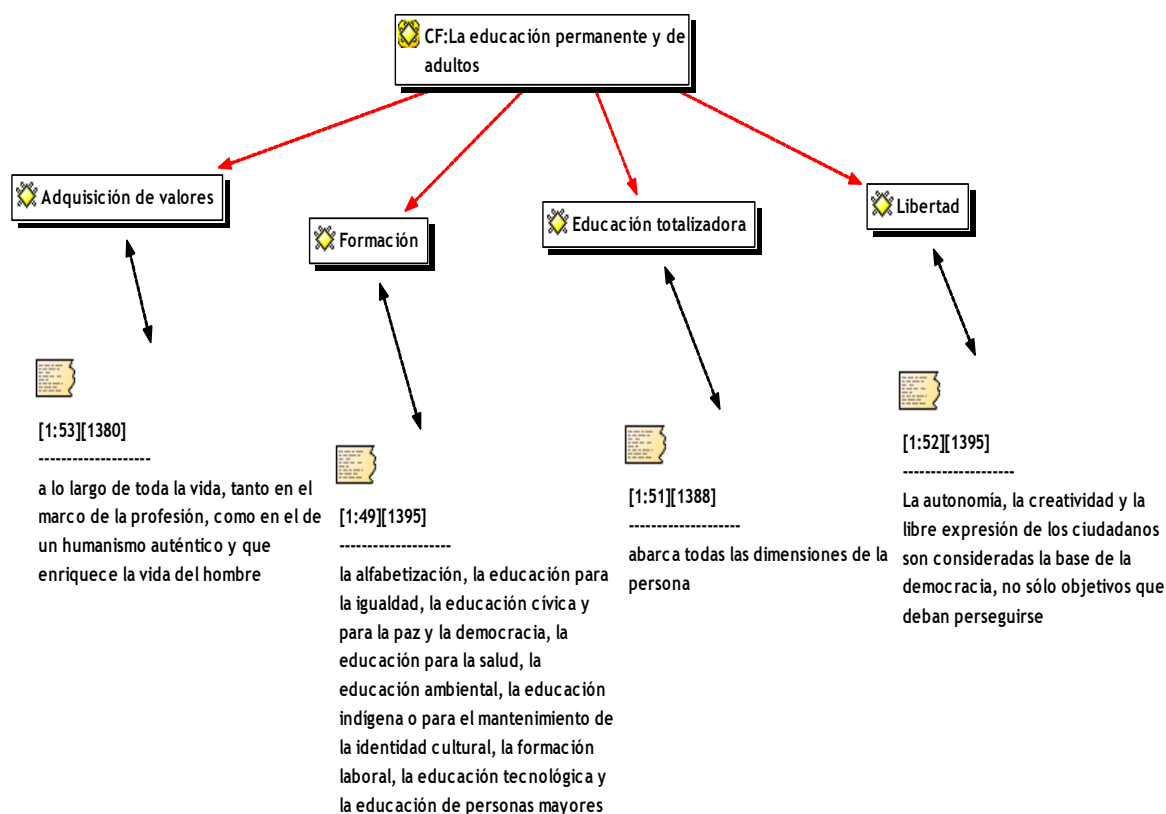 CF:La educación permanente y de
adultos
Adquisición de valores
Formación
Educación totalizadora
Libertad
[1:53][1380]
--------------------
a lo largo de toda la vida, tanto en el
marco de la profesión, como en el de
un humanismo auténtico y que
enriquece la vida del hombre
[1:49][1395]
--------------------
la alfabetización, la educación para
la igualdad, la educación cívica y
para la paz y la democracia, la
educación para la salud, la
educación ambiental, la educación
indígena o para el mantenimiento de
la identidad cultural, la formación
laboral, la educación tecnológica y
la educación de personas mayores
[1:51][1388]
--------------------
abarca todas las dimensiones de la
persona
[1:52][1395]
--------------------
La autonomía, la creatividad y la
libre expresión de los ciudadanos
son consideradas la base de la
democracia, no sólo objetivos que
deban perseguirse